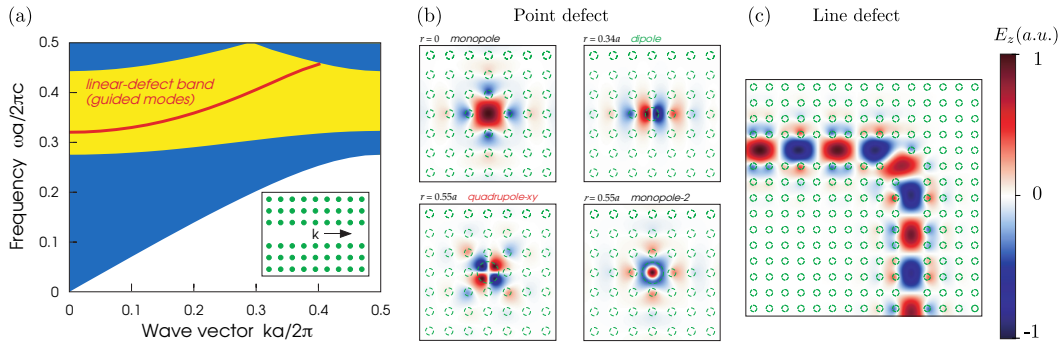 (a)
0.5
0.4
0.3
0.2
0.1
0
Frequency ωa/2πc
linear-defect band
(guided modes)
k
0.0
0.1
0.2
0.3
0.4
0.5
Wave vector ka/2π
(b)
Point defect
r = 0 monopole
r = 0.34a dipole
r = 0.55a quadrupole-xy
r = 0.55a monopole-2
(c)
Line defect
E_z(a.u.)
1
0
-1